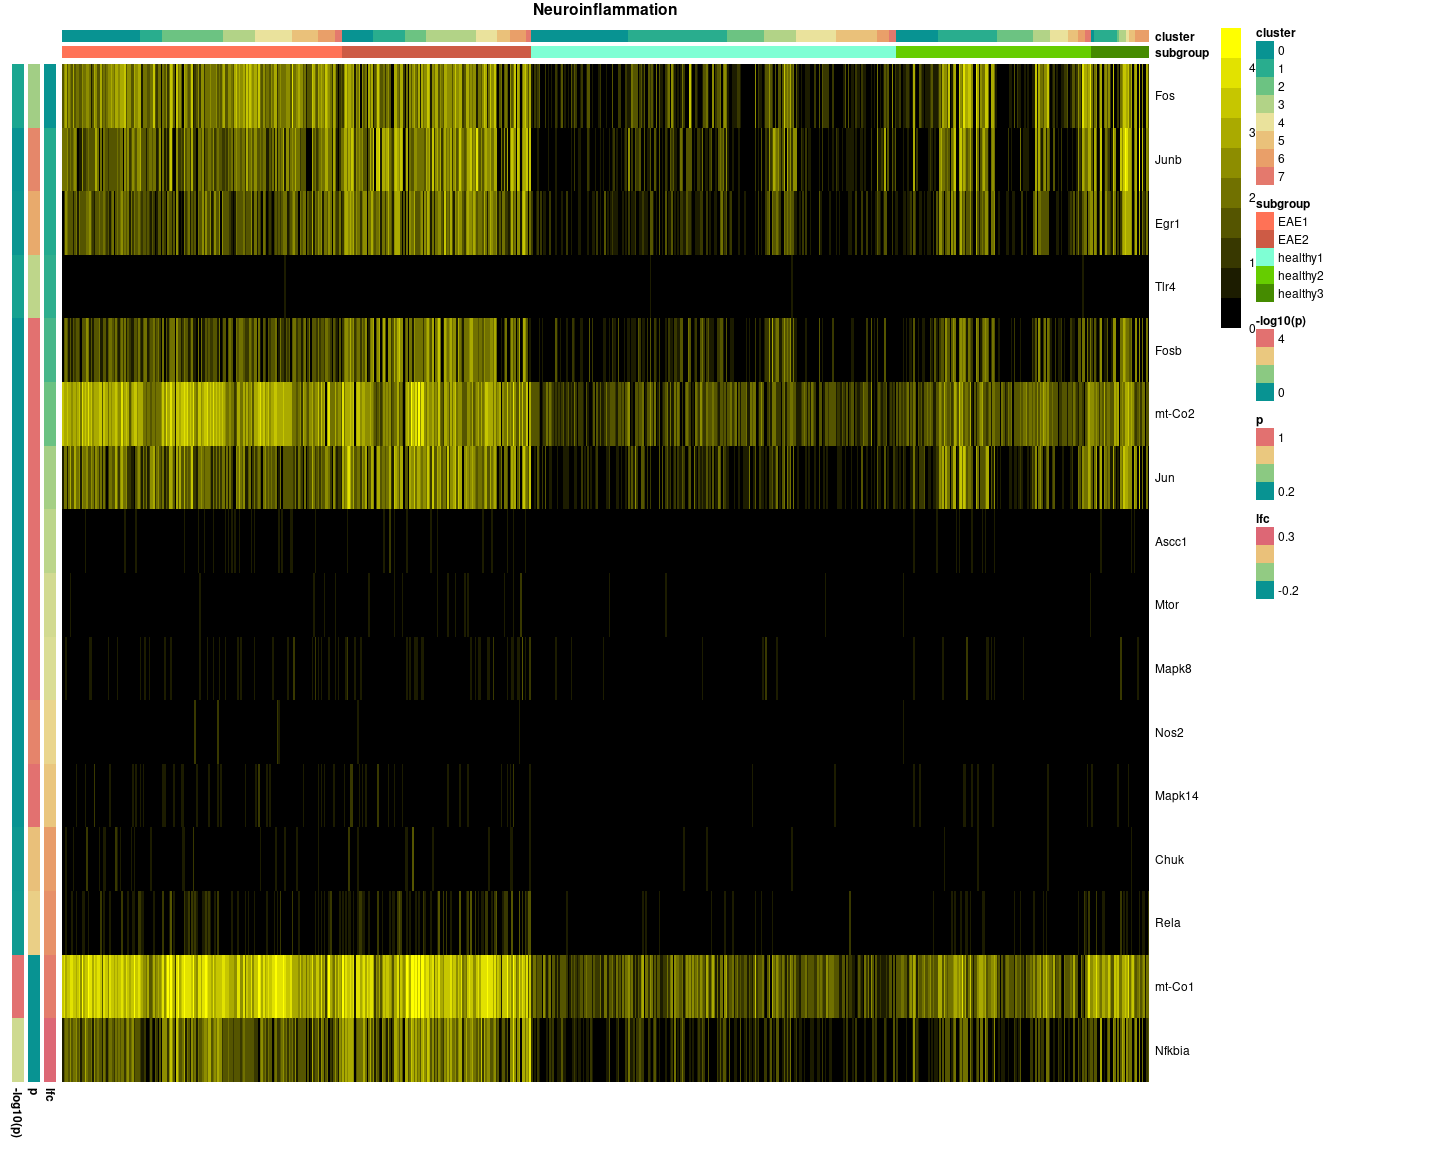 Neuroinflammation
cluster
subgroup
Fos
Junb
Egr1
Tlr4
Fosb
mt-Co2
Jun
Ascc1
Mtor
Mapk8
Nos2
Mapk14
Chuk
Rela
mt-Co1
Nfkbia
-log10(p)
p
lfc
4
3
2
1
0
cluster
0
1
2
3
4
5
6
7
subgroup
EAE1
EAE2
healthy1
healthy2
healthy3
-log10(p)
4
0
p
1
0.2
lfc
0.3
-0.2